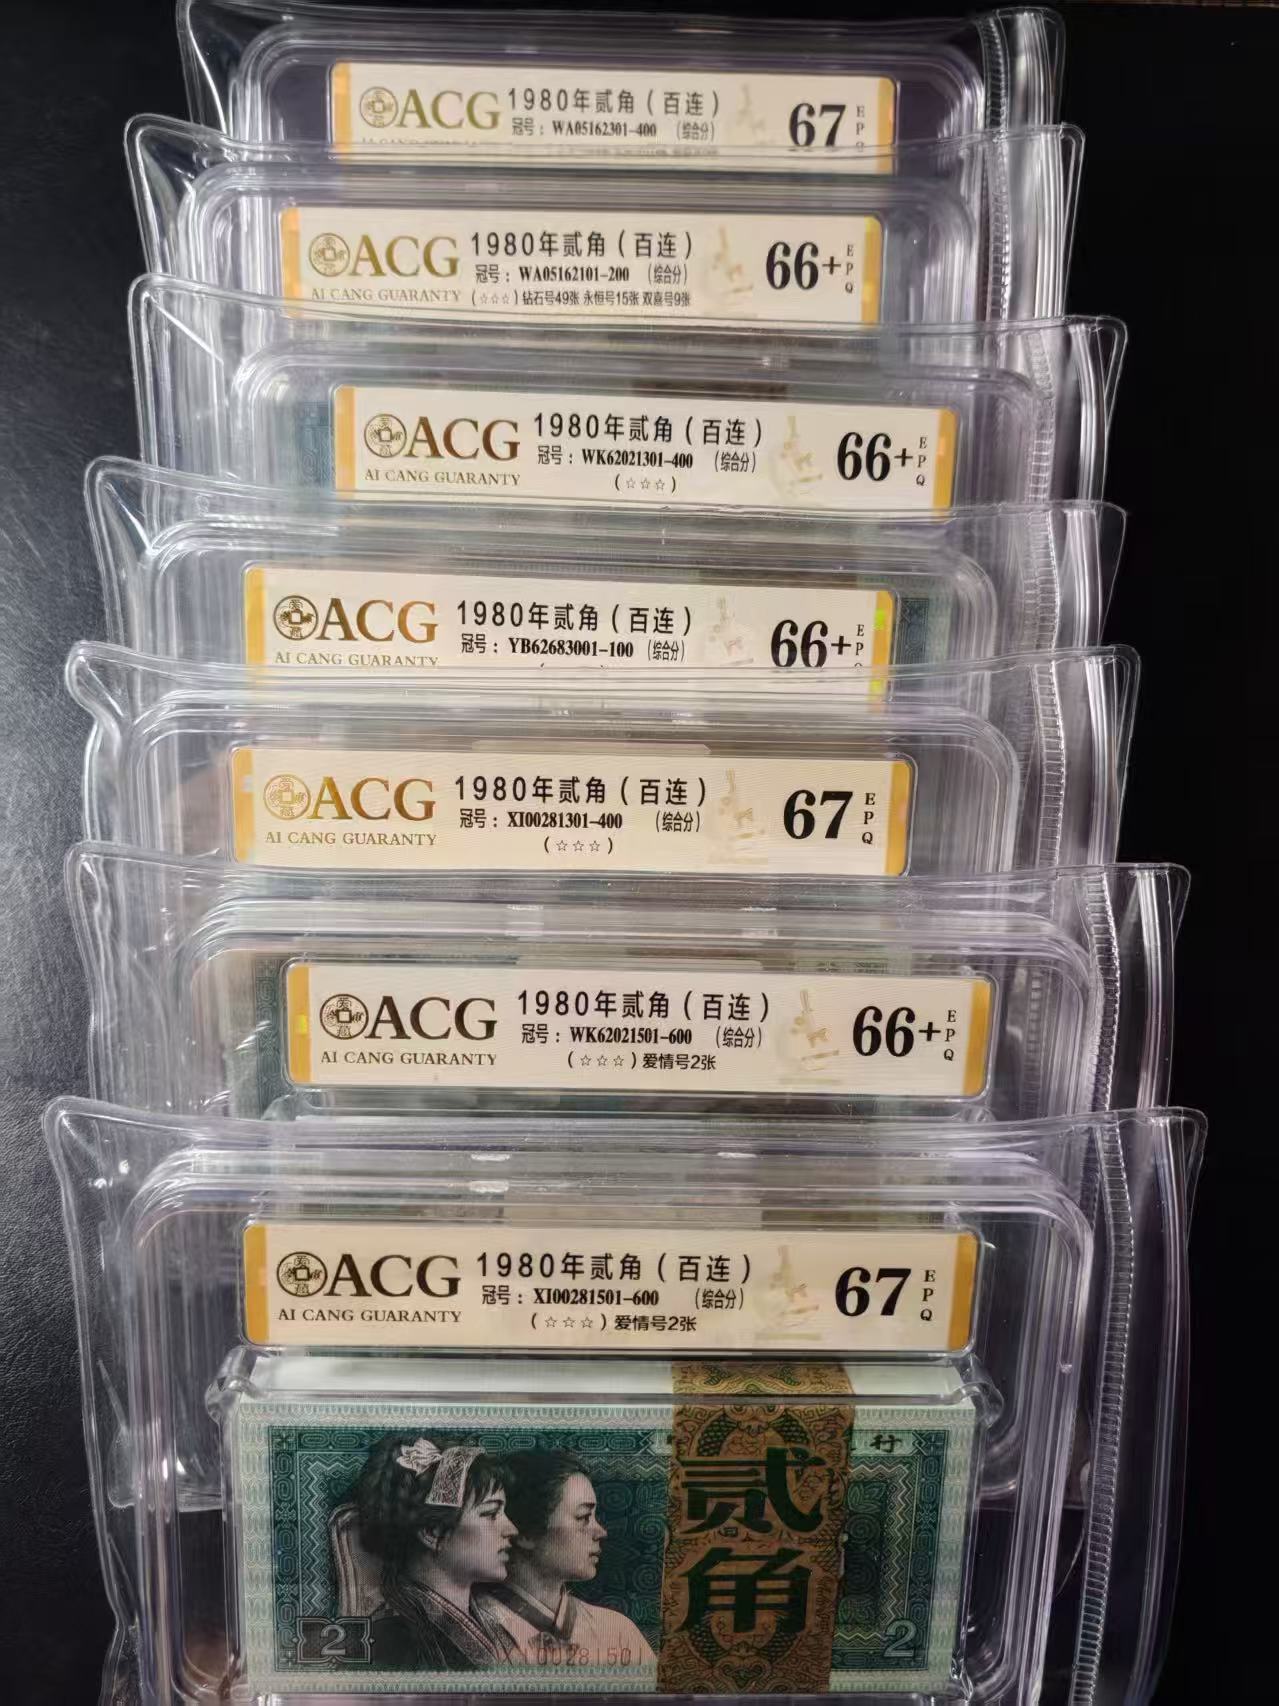 ACG 1980年贰角（百连） 67 EPQ
冠号：WA05162301-400 （综合分）
ACG 1980年贰角（百连） 66+ EPQ
冠号：WA05162101-200 （综合分）
AI CANG GUARANTY （☆☆☆）钻石号49张 永恒号15张 双喜号9张
ACG 1980年贰角（百连） 66+ EPQ
冠号：WK62021301-400 （综合分）
AI CANG GUARANTY （☆☆☆）
ACG 1980年贰角（百连） 66+ EPQ
冠号：YB62683001-100 （综合分）
AI CANG GUARANTY
ACG 1980年贰角（百连） 67 EPQ
冠号：XI00281301-400 （综合分）
AI CANG GUARANTY （☆☆☆）
ACG 1980年贰角（百连） 66+ EPQ
冠号：WK62021501-600 （综合分）
AI CANG GUARANTY （☆☆☆）爱情号2张
ACG 1980年贰角（百连） 67 EPQ
冠号：XI00281501-600 （综合分）
AI CANG GUARANTY （☆☆☆）爱情号2张
行
贰角
2 2
XI00281501